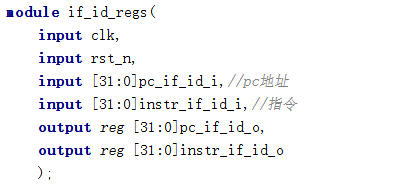 module if_id_regs(
input clk,
input rst_n,
input [31:0]pc_if_id_i,//pc地址
input [31:0]instr_if_id_i,//指令
output reg [31:0]pc_if_id_o,
output reg [31:0]instr_if_id_o
);